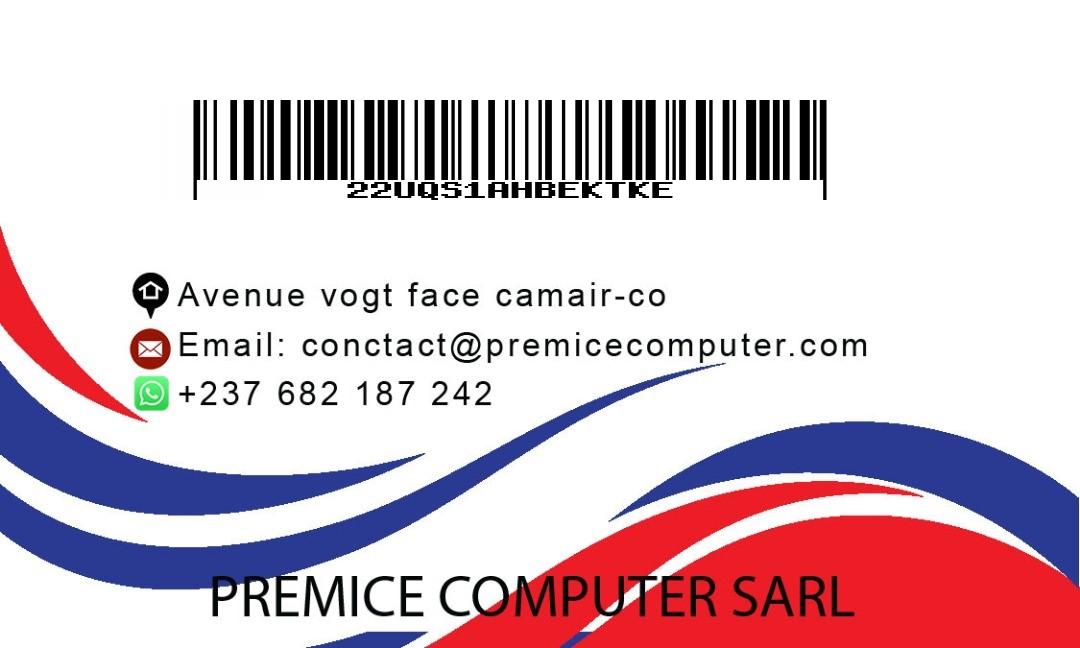 22UQS1AHBEKTKE
Avenue vogt face camair-co
Email: conctact@premicecomputer.com
+237 682 187 242
PREMICE COMPUTER SARL